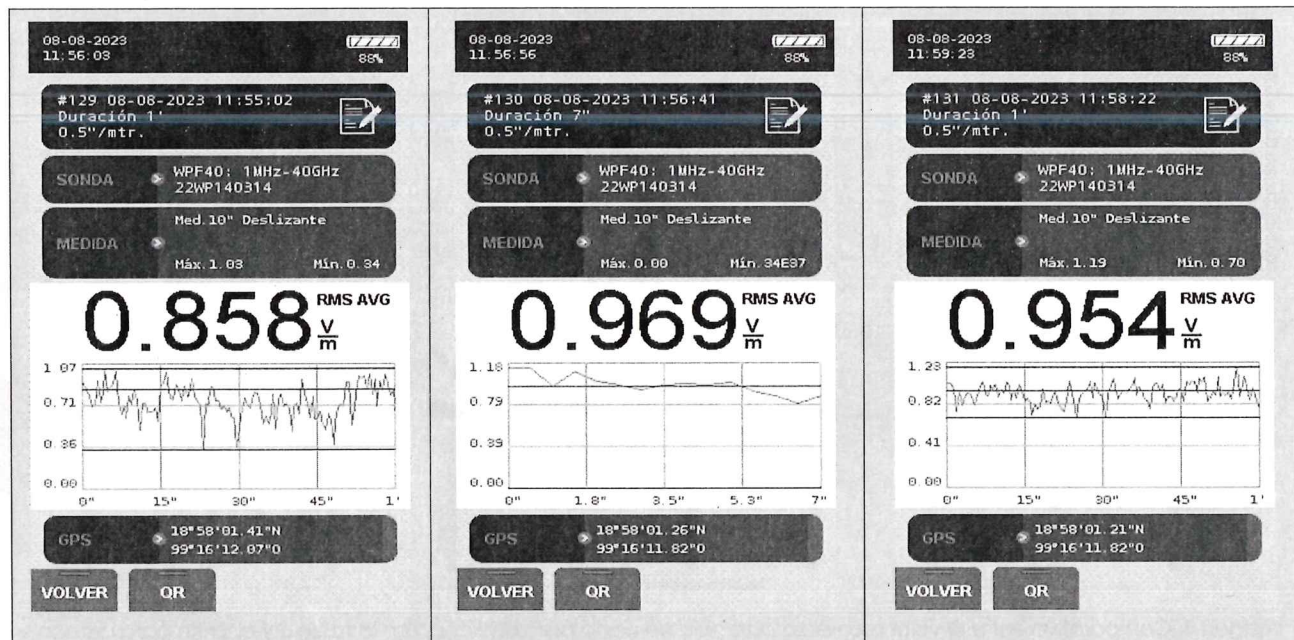 08-08-2023
11:56:03
88%
#129 08-08-2023 11:55:02
Duración 1'
0.5"/mtr.
SONDA
WPF40: 1MHz-40GHz
22WP140314
MEDIDA
Med.10" Deslizante
Máx.1.03 Mín.0.34
0.858 RMS AVG V/m
1.07
0.71
0.36
0.00
0" 15" 30" 45" 1'
GPS
18°58'01.41"N
99°16'12.07"O
VOLVER QR
08-08-2023
11:56:56
88%
#130 08-08-2023 11:56:41
Duración 7"
0.5"/mtr.
SONDA
WPF40: 1MHz-40GHz
22WP140314
MEDIDA
Med.10" Deslizante
Máx.0.00 Mín.34E37
0.969 RMS AVG V/m
1.18
0.79
0.39
0.00
0" 1.8" 3.5" 5.3" 7"
GPS
18°58'01.26"N
99°16'11.82"O
VOLVER QR
08-08-2023
11:59:23
88%
#131 08-08-2023 11:58:22
Duración 1'
0.5"/mtr.
SONDA
WPF40: 1MHz-40GHz
22WP140314
MEDIDA
Med.10" Deslizante
Máx.1.19 Mín.0.70
0.954 RMS AVG V/m
1.23
0.82
0.41
0.00
0" 15" 30" 45" 1'
GPS
18°58'01.21"N
99°16'11.82"O
VOLVER QR